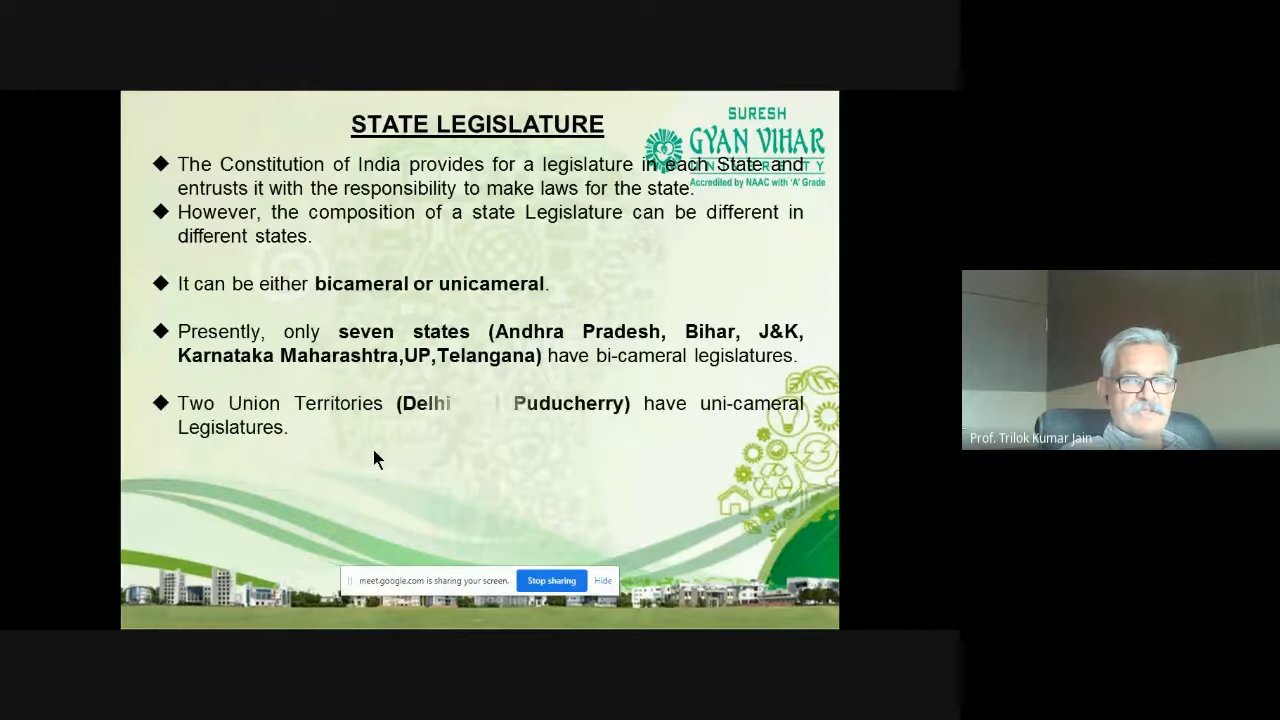 STATE LEGISLATURE
SURESH
GYAN VIHAR
UNIVERSITY
Accredited by NAAC with 'A' Grade
◆ The Constitution of India provides for a legislature in each State and
entrusts it with the responsibility to make laws for the state.
◆ However, the composition of a state Legislature can be different in
different states.
◆ It can be either bicameral or unicameral.
◆ Presently, only seven states (Andhra Pradesh, Bihar, J&K,
Karnataka Maharashtra,UP,Telangana) have bi-cameral legislatures.
◆ Two Union Territories (Delhi Puducherry) have uni-cameral
Legislatures.
meet.google.com is sharing your screen. Stop sharing Hide
Prof. Trilok Kumar Jain